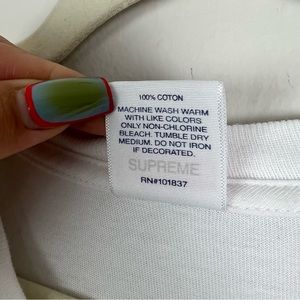 100% COTON
MACHINE WASH WARM
WITH LIKE COLORS
ONLY NON-CHLORINE
BLEACH. TUMBLE DRY
MEDIUM. DO NOT IRON
IF DECORATED.
SUPREME
RN#101837